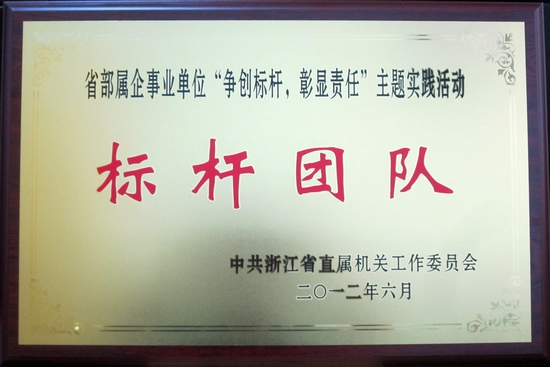 省部属企事业单位“争创标杆，彰显责任”主题实践活动
标杆团队
中共浙江省直属机关工作委员会
二〇一二年六月